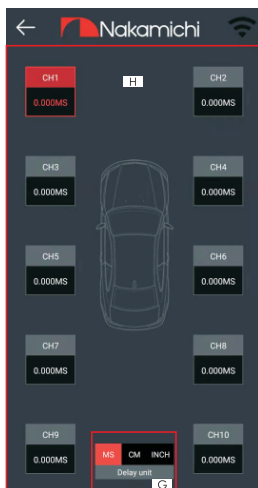 Nakamichi
CH1
H
CH2
0.000MS
0.000MS
CH3
CH4
0.000MS
0.000MS
CH5
CH6
0.000MS
0.000MS
CH7
CH8
0.000MS
0.000MS
CH9
CH10
MS CM INCH
0.000MS
0.000MS
Delay unit
G